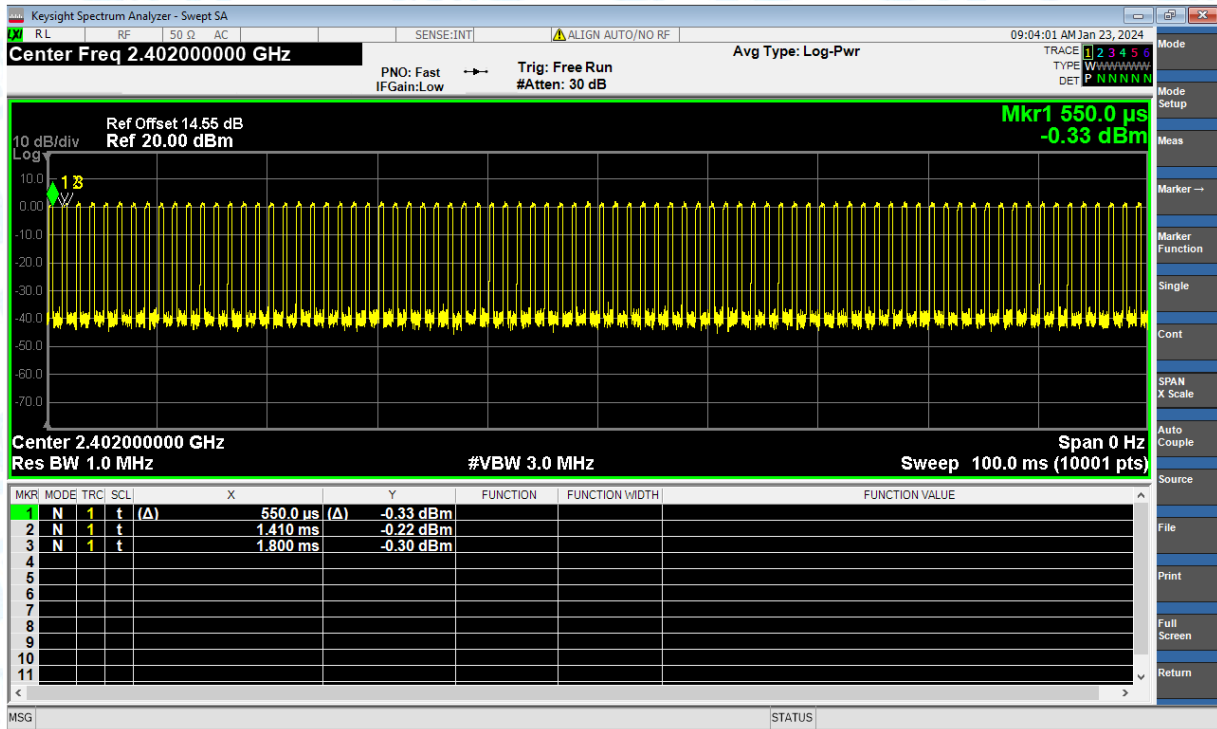 Keysight Spectrum Analyzer - Swept SA
LXI RL RF 50 Ω AC SENSE:INT ALIGN AUTO/NO RF 09:04:01 AM Jan 23, 2024
Center Freq 2.402000000 GHz
Avg Type: Log-Pwr
TRACE 1 2 3 4 5 6
PNO: Fast Trig: Free Run
TYPE WWWWWW
IFGain:Low #Atten: 30 dB
DET P N N N N N
Mkr1 550.0 µs
-0.33 dBm
Ref Offset 14.55 dB
10 dB/div Ref 20.00 dBm
Log
10.0
1 2 3
0.00
-10.0
-20.0
-30.0
-40.0
-50.0
-60.0
-70.0
Center 2.402000000 GHz Span 0 Hz
Res BW 1.0 MHz #VBW 3.0 MHz Sweep 100.0 ms (10001 pts)
MKR MODE TRC SCL X Y FUNCTION FUNCTION WIDTH FUNCTION VALUE
1 N 1 t (Δ) 550.0 µs (Δ) -0.33 dBm
2 N 1 t 1.410 ms -0.22 dBm
3 N 1 t 1.800 ms -0.30 dBm
4
5
6
7
8
9
10
11
MSG STATUS
Mode
Mode
Setup
Meas
Marker →
Marker
Function
Single
Cont
SPAN
X Scale
Auto
Couple
Source
File
Print
Full
Screen
Return